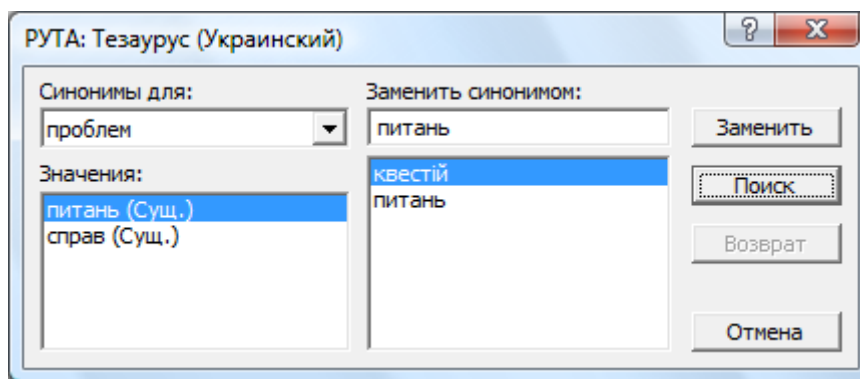 РУТА: Тезаурус (Украинский)
Синонимы для:
проблем
Значения:
питань (Сущ.)
справ (Сущ.)
Заменить синонимом:
питань
квестій
питань
Заменить
Поиск
Возврат
Отмена